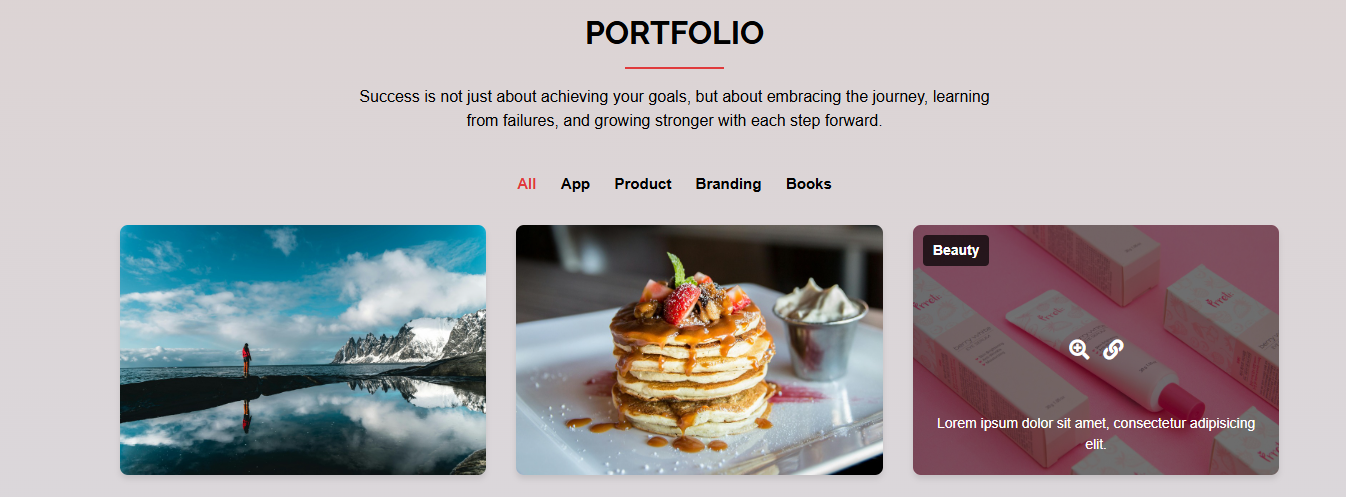 PORTFOLIO
Success is not just about achieving your goals, but about embracing the journey, learning
from failures, and growing stronger with each step forward.
All App Product Branding Books
Beauty
Lorem ipsum dolor sit amet, consectetur adipisicing
elit.